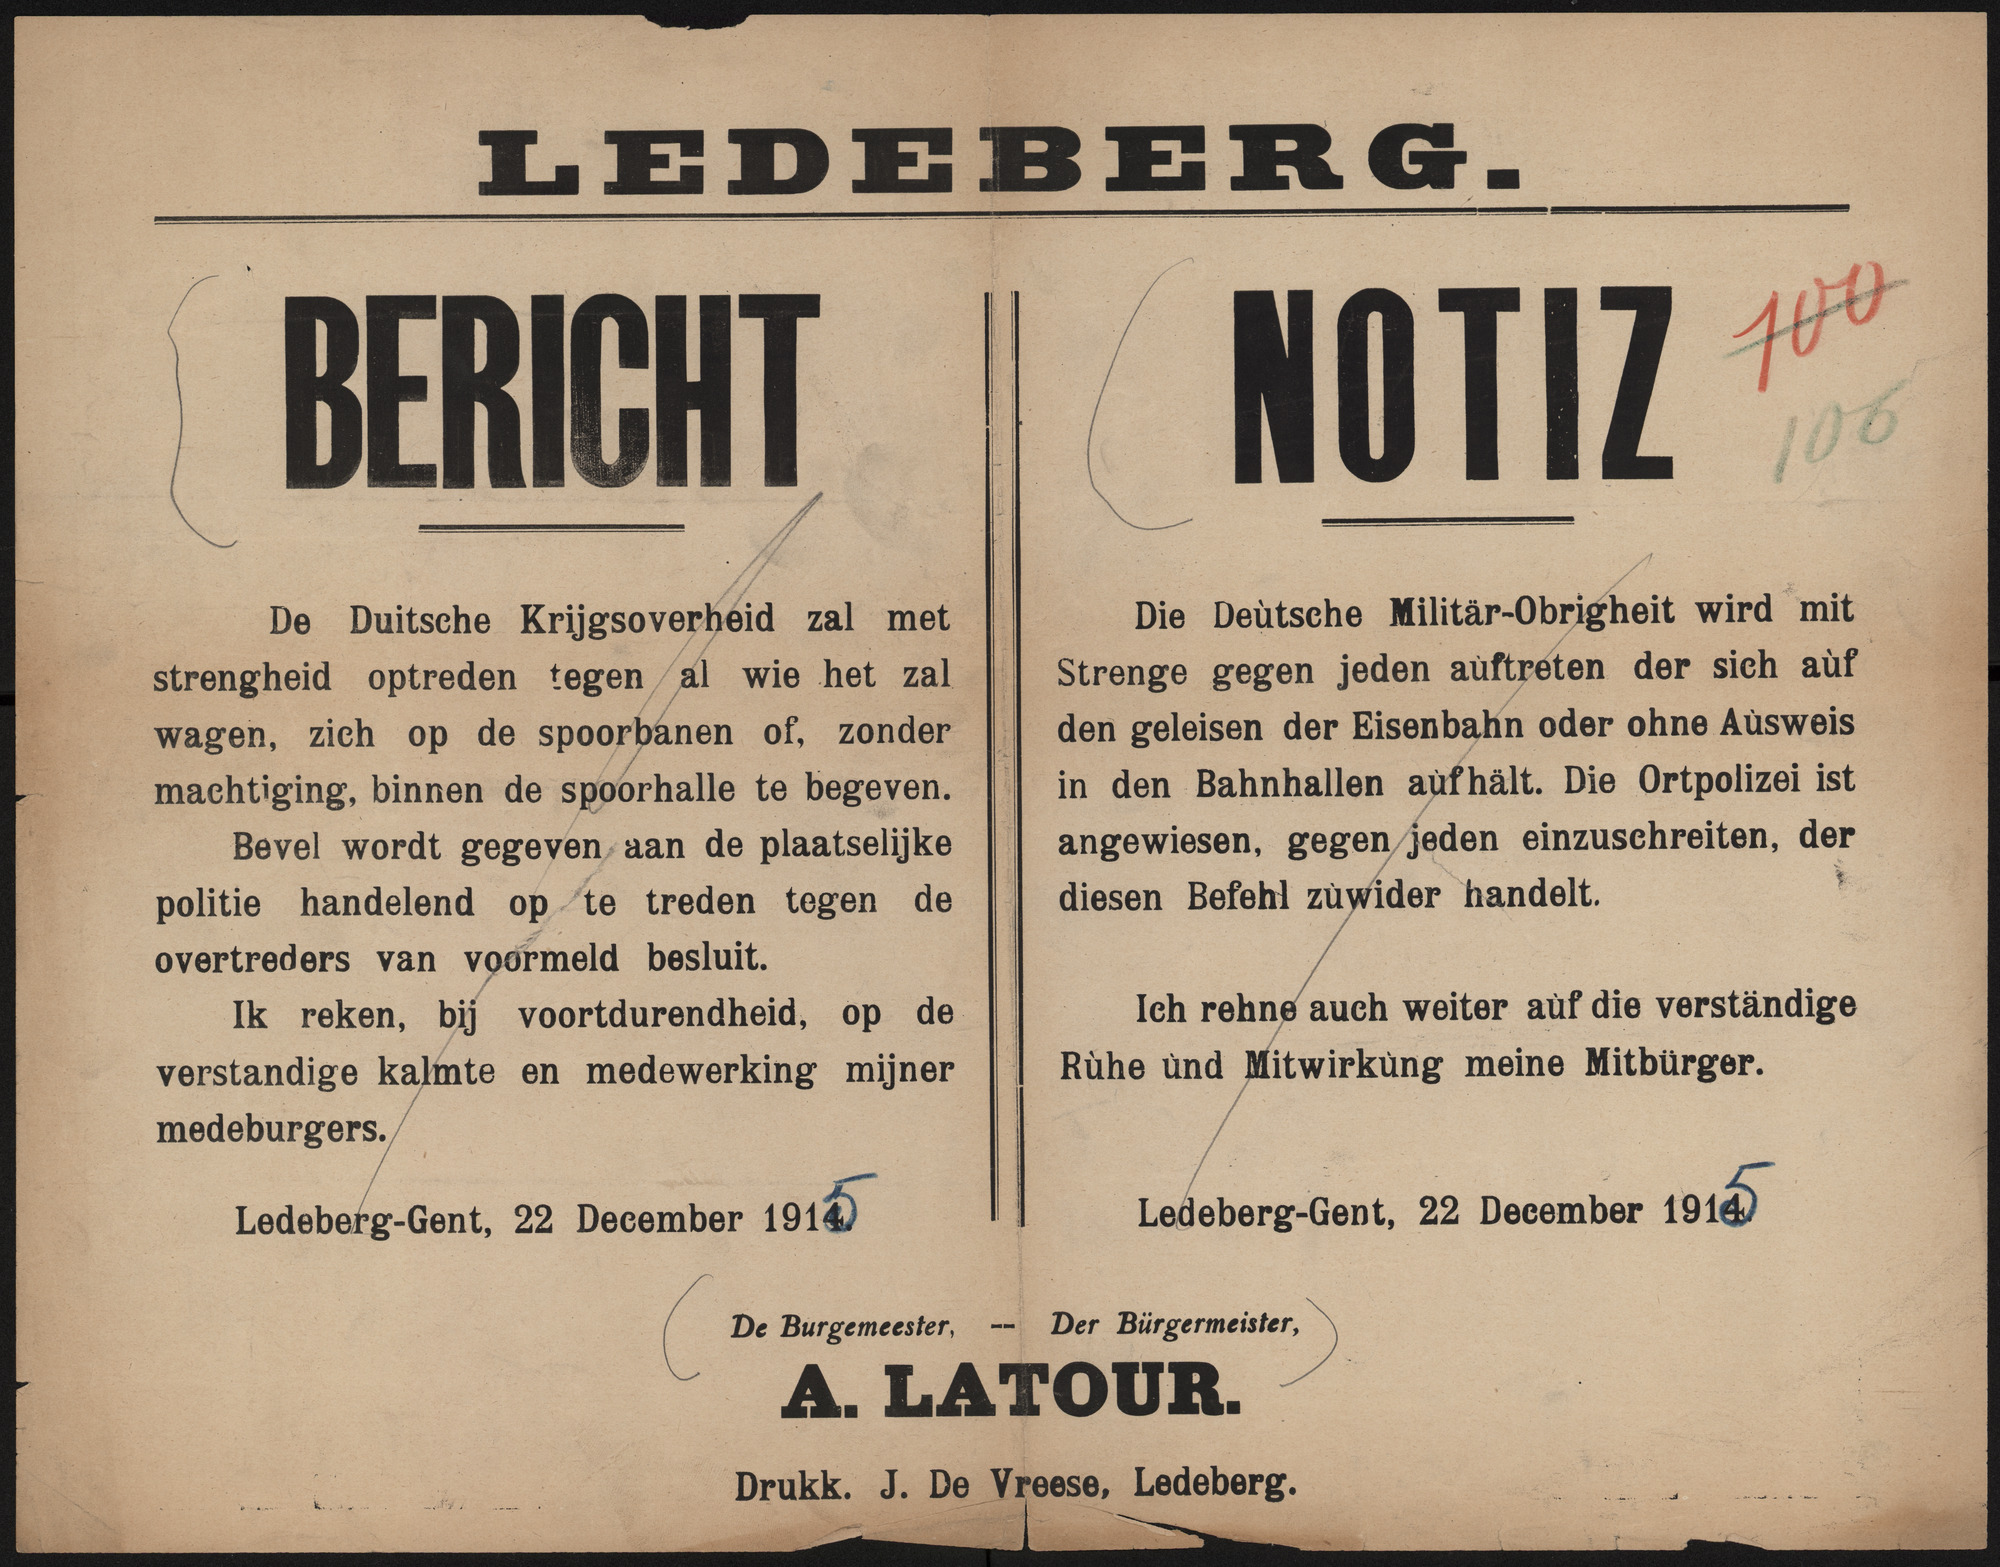 LEDEBERG.
BERICHT
De Duitsche Krijgsoverheid zal met
strengheid optreden tegen al wie het zal
wagen, zich op de spoorbanen of, zonder
machtiging, binnen de spoorhalle te begeven.
Bevel wordt gegeven aan de plaatselijke
politie handelend op te treden tegen de
overtreders van voormeld besluit.
Ik reken, bij voortdurendheid, op de
verstandige kalmte en medewerking mijner
medeburgers.
Ledeberg-Gent, 22 December 1914.
5
NOTIZ
100
106
Die Deùtsche Militär-Obrigheit wird mit
Strenge gegen jeden aùftreten der sich aùf
den geleisen der Eisenbahn oder ohne Aùsweis
in den Bahnhallen aùfhält. Die Ortpolizei ist
angewiesen, gegen jeden einzuschreiten, der
diesen Befehl zùwider handelt.
Ich rehne auch weiter aùf die verständige
Rùhe ùnd Mitwirkùng meine Mitbürger.
Ledeberg-Gent, 22 December 1914.
5
De Burgemeester, -- Der Bürgermeister,
A. LATOUR.
Drukk. J. De Vreese, Ledeberg.